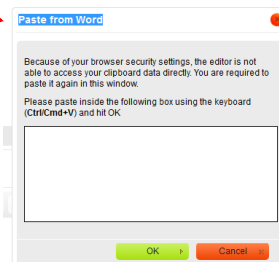 Paste from Word
Because of your browser security settings, the editor is not
able to access your clipboard data directly. You are required to
paste it again in this window.
Please paste inside the following box using the keyboard
(Ctrl/Cmd+V) and hit OK
OK
Cancel